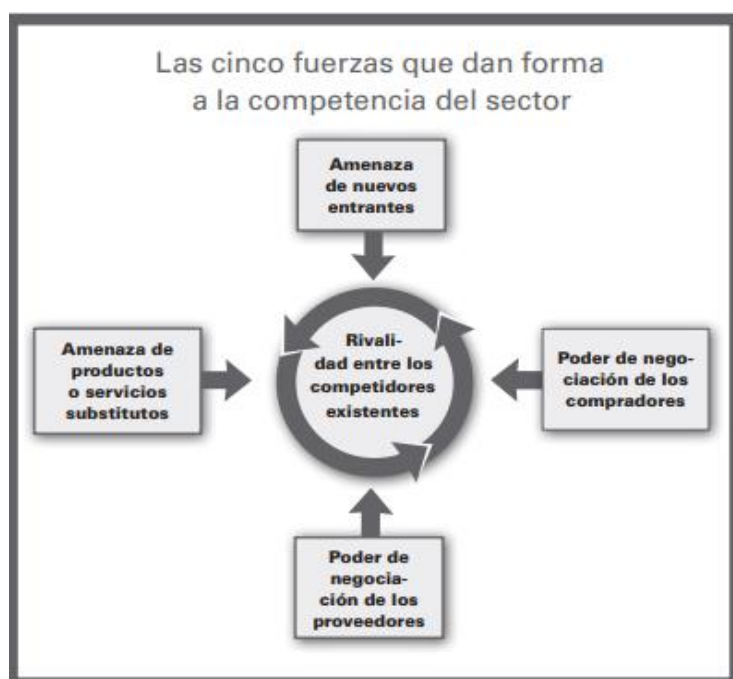 Las cinco fuerzas que dan forma
a la competencia del sector
Amenaza
de nuevos
entrantes
Amenaza de
productos
o servicios
substitutos
Rivali-
dad entre los
competidores
existentes
Poder de nego-
ciación de los
compradores
Poder de
negocia-
ción de los
proveedores